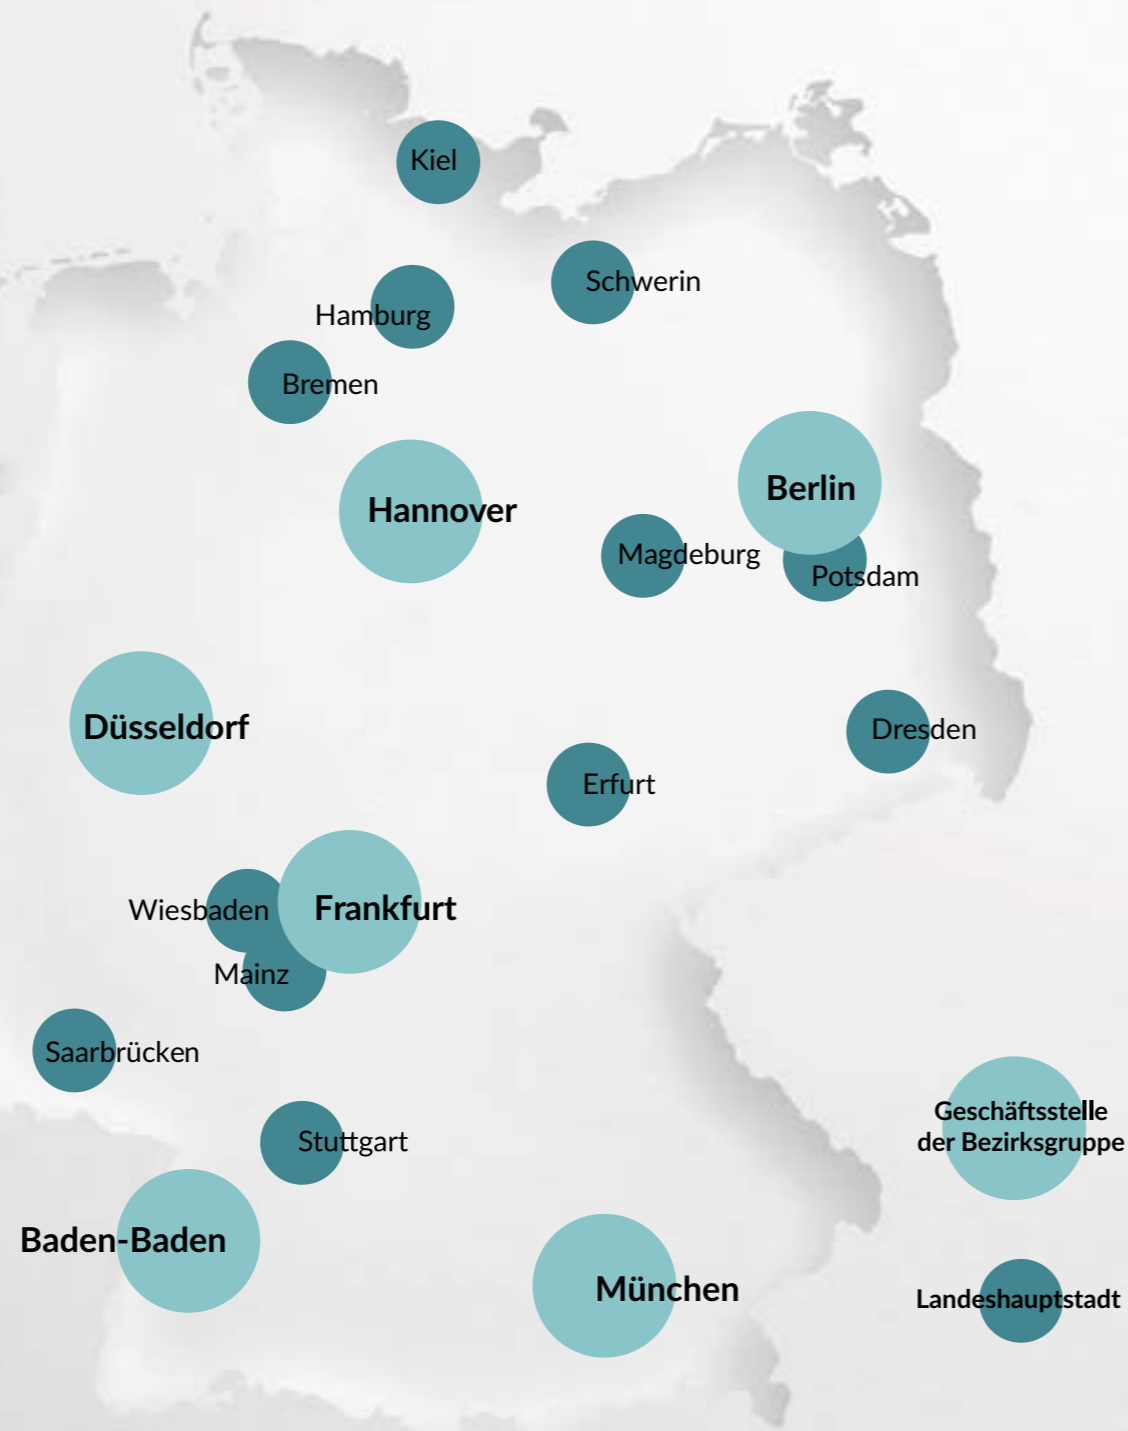 Kiel
Schwerin
Hamburg
Bremen
Hannover
Berlin
Magdeburg
Potsdam
Düsseldorf
Dresden
Erfurt
Wiesbaden
Frankfurt
Mainz
Saarbrücken
Stuttgart
Baden-Baden
München
Geschäftsstelle
der Bezirksgruppe
Landeshauptstadt